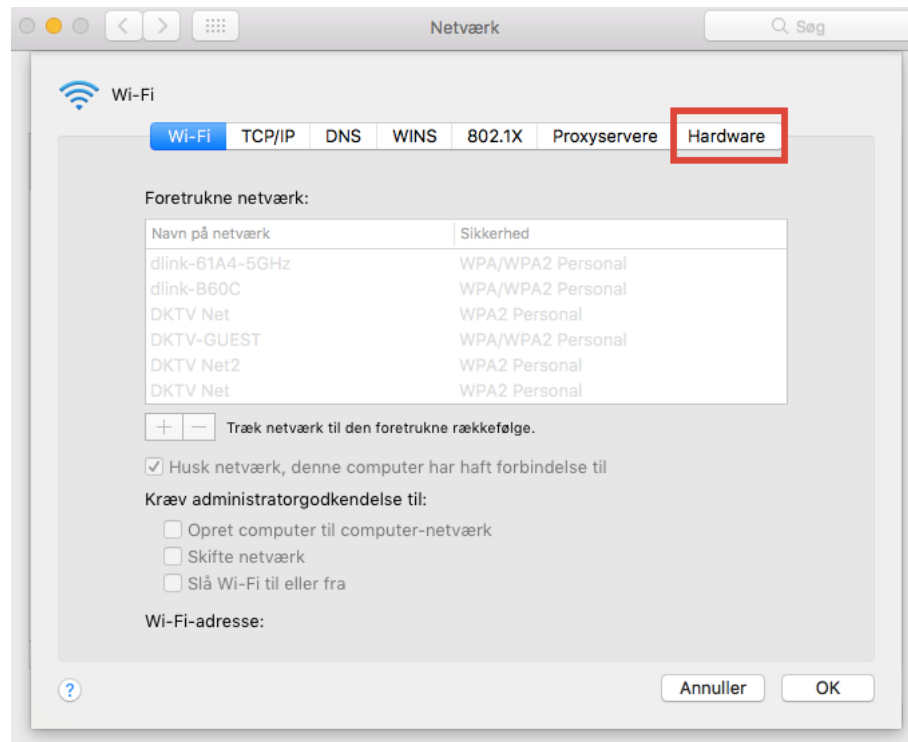 Netværk
Søg
Wi-Fi
Wi-Fi TCP/IP DNS WINS 802.1X Proxyservere Hardware
Foretrukne netværk:
Navn på netværk Sikkerhed
dlink-61A4-5GHz WPA/WPA2 Personal
dlink-B60C WPA/WPA2 Personal
DKTV Net WPA2 Personal
DKTV-GUEST WPA/WPA2 Personal
DKTV Net2 WPA2 Personal
DKTV Net WPA2 Personal
+ − Træk netværk til den foretrukne rækkefølge.
Husk netværk, denne computer har haft forbindelse til
Kræv administratorgodkendelse til:
Opret computer til computer-netværk
Skifte netværk
Slå Wi-Fi til eller fra
Wi-Fi-adresse:
? Annuller OK